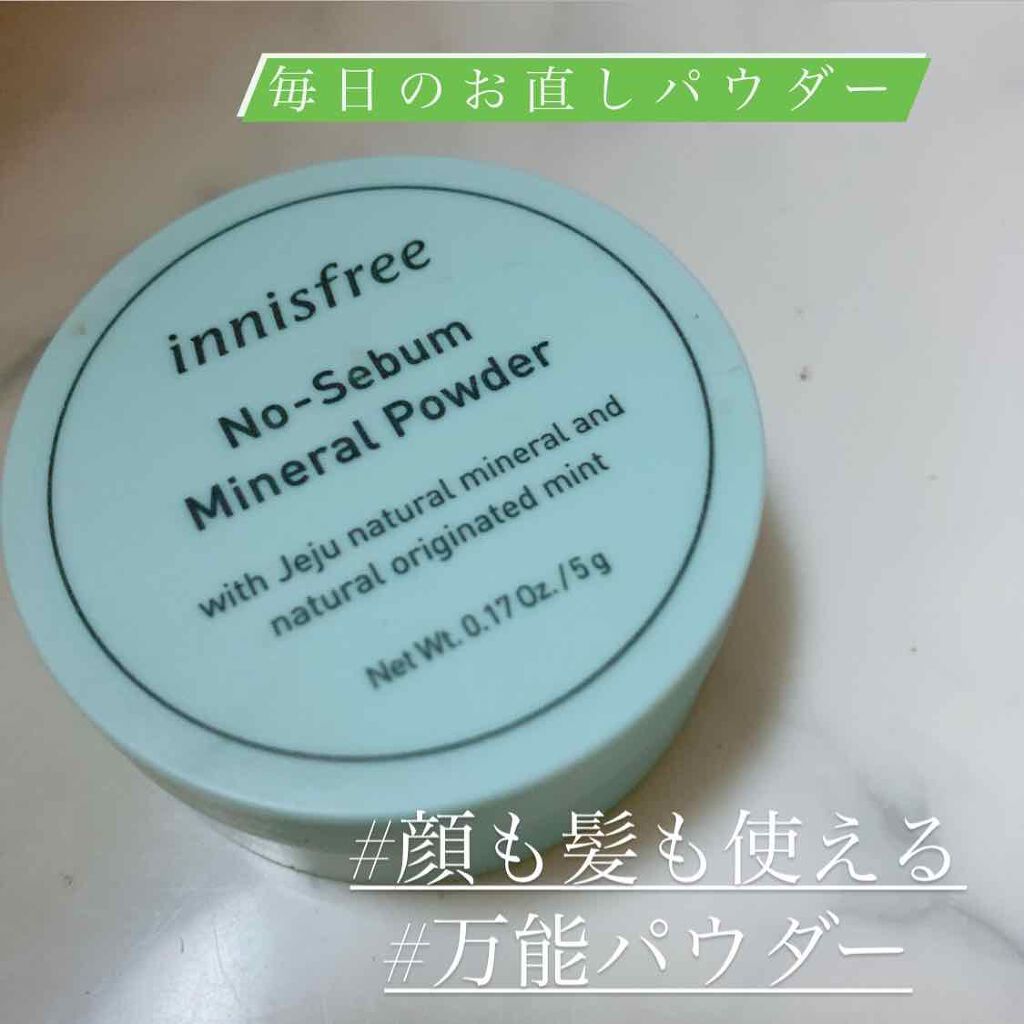 毎日のお直しパウダー
innisfree
No-Sebum
Mineral Powder
with Jeju natural mineral and
natural originated mint
Net Wt. 0.17 Oz./5g
#顔も髪も使える
#万能パウダー